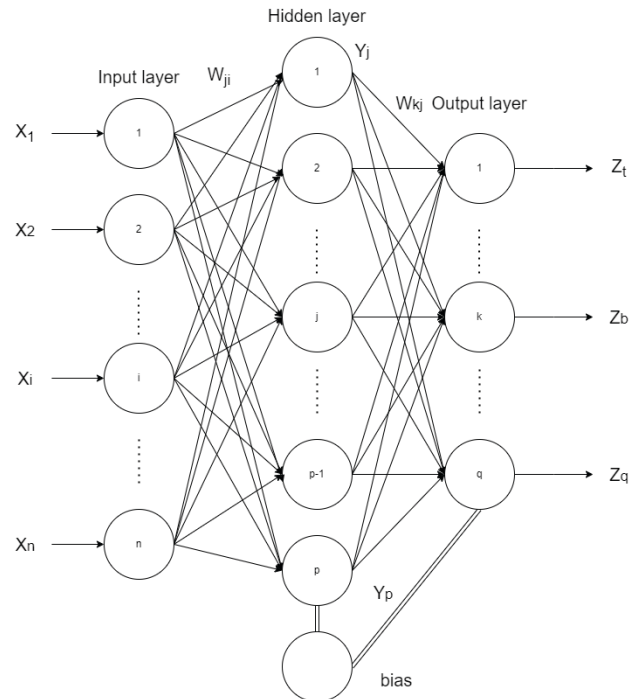 Hidden layer
Input layer
Wji
Yj
Wkj
Output layer
X1
1
1
2
1
Zt
X2
2
j
k
Zb
Xi
i
p-1
q
Zq
Xn
n
p
Yp
bias